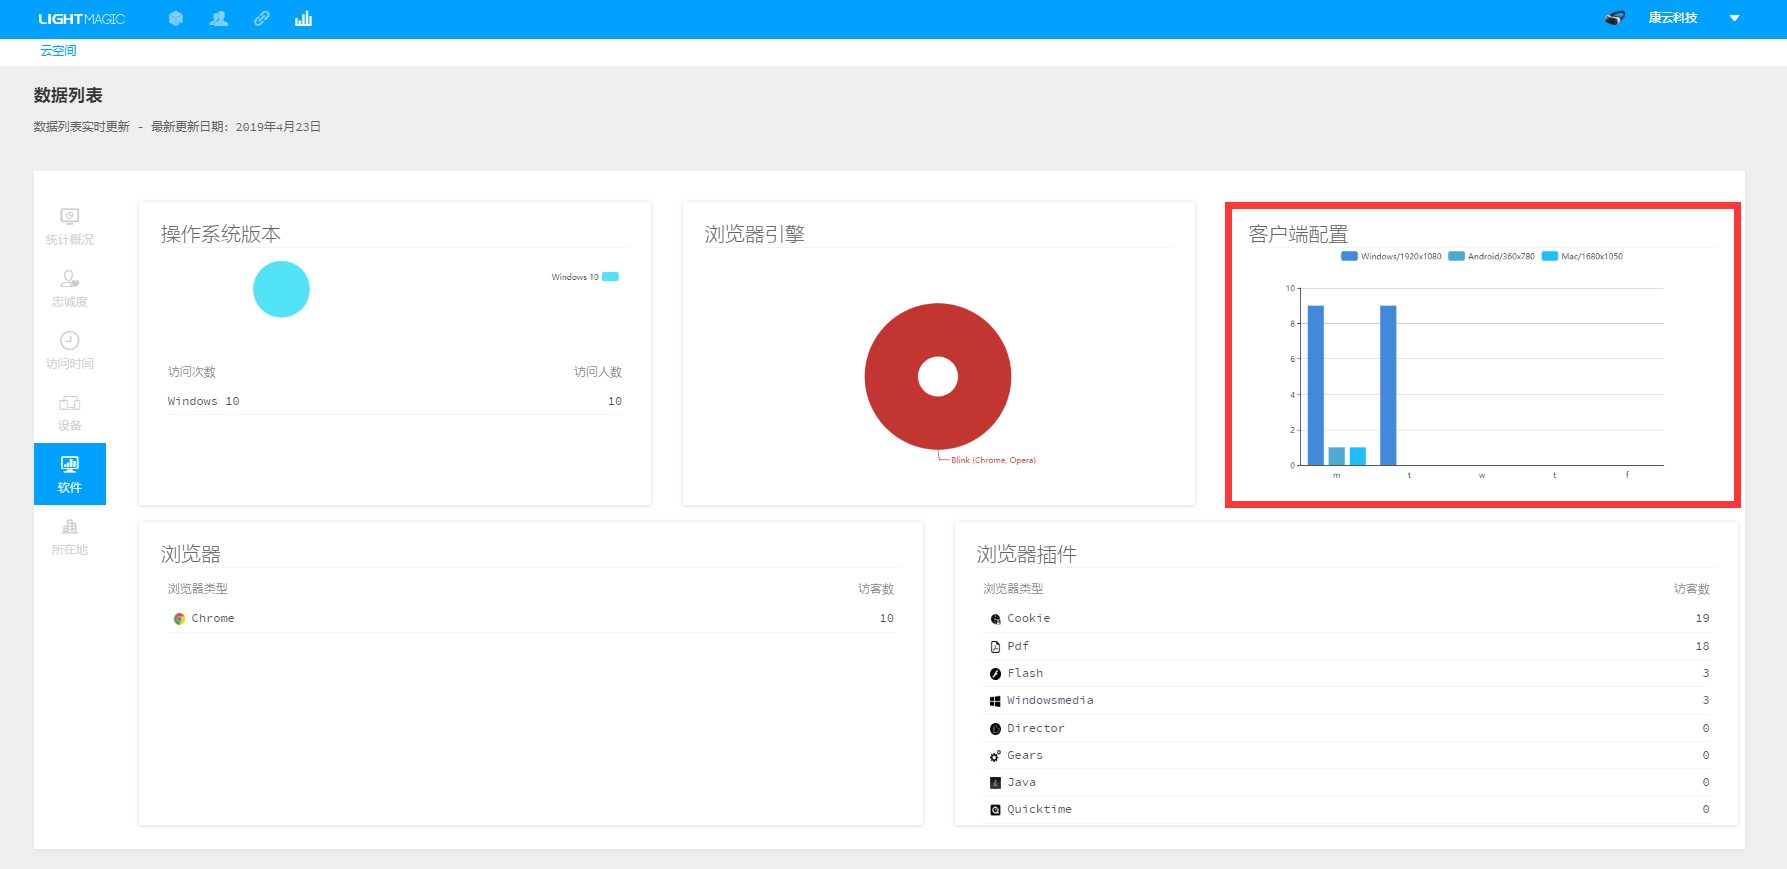 LIGHTMAGIC
康云科技
云空间
数据列表
数据列表实时更新 - 最新更新日期: 2019年4月23日
统计概况
忠诚度
访问时间
设备
软件
所在地
操作系统版本
Windows 10
访问次数 访问人数
Windows 10 10
浏览器引擎
Blink (Chrome, Opera)
客户端配置
Windows/1920x1080 Android/360x780 Mac/1680x1050
10
8
6
4
2
0
m t w t f
浏览器
浏览器类型 访客数
Chrome 10
浏览器插件
浏览器类型 访客数
Cookie 19
Pdf 18
Flash 3
Windowsmedia 3
Director 0
Gears 0
Java 0
Quicktime 0